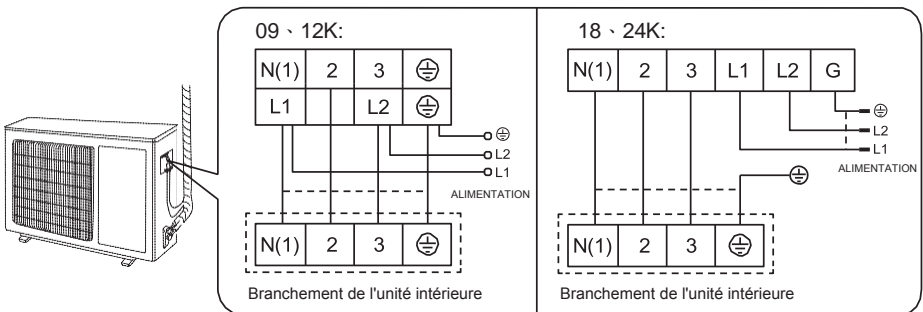 09、12K:
N(1) 2 3
L1 L2
L2
L1
ALIMENTATION
N(1) 2 3
Branchement de l'unité intérieure
18、24K:
N(1) 2 3 L1 L2 G
L2
L1
ALIMENTATION
N(1) 2 3
Branchement de l'unité intérieure